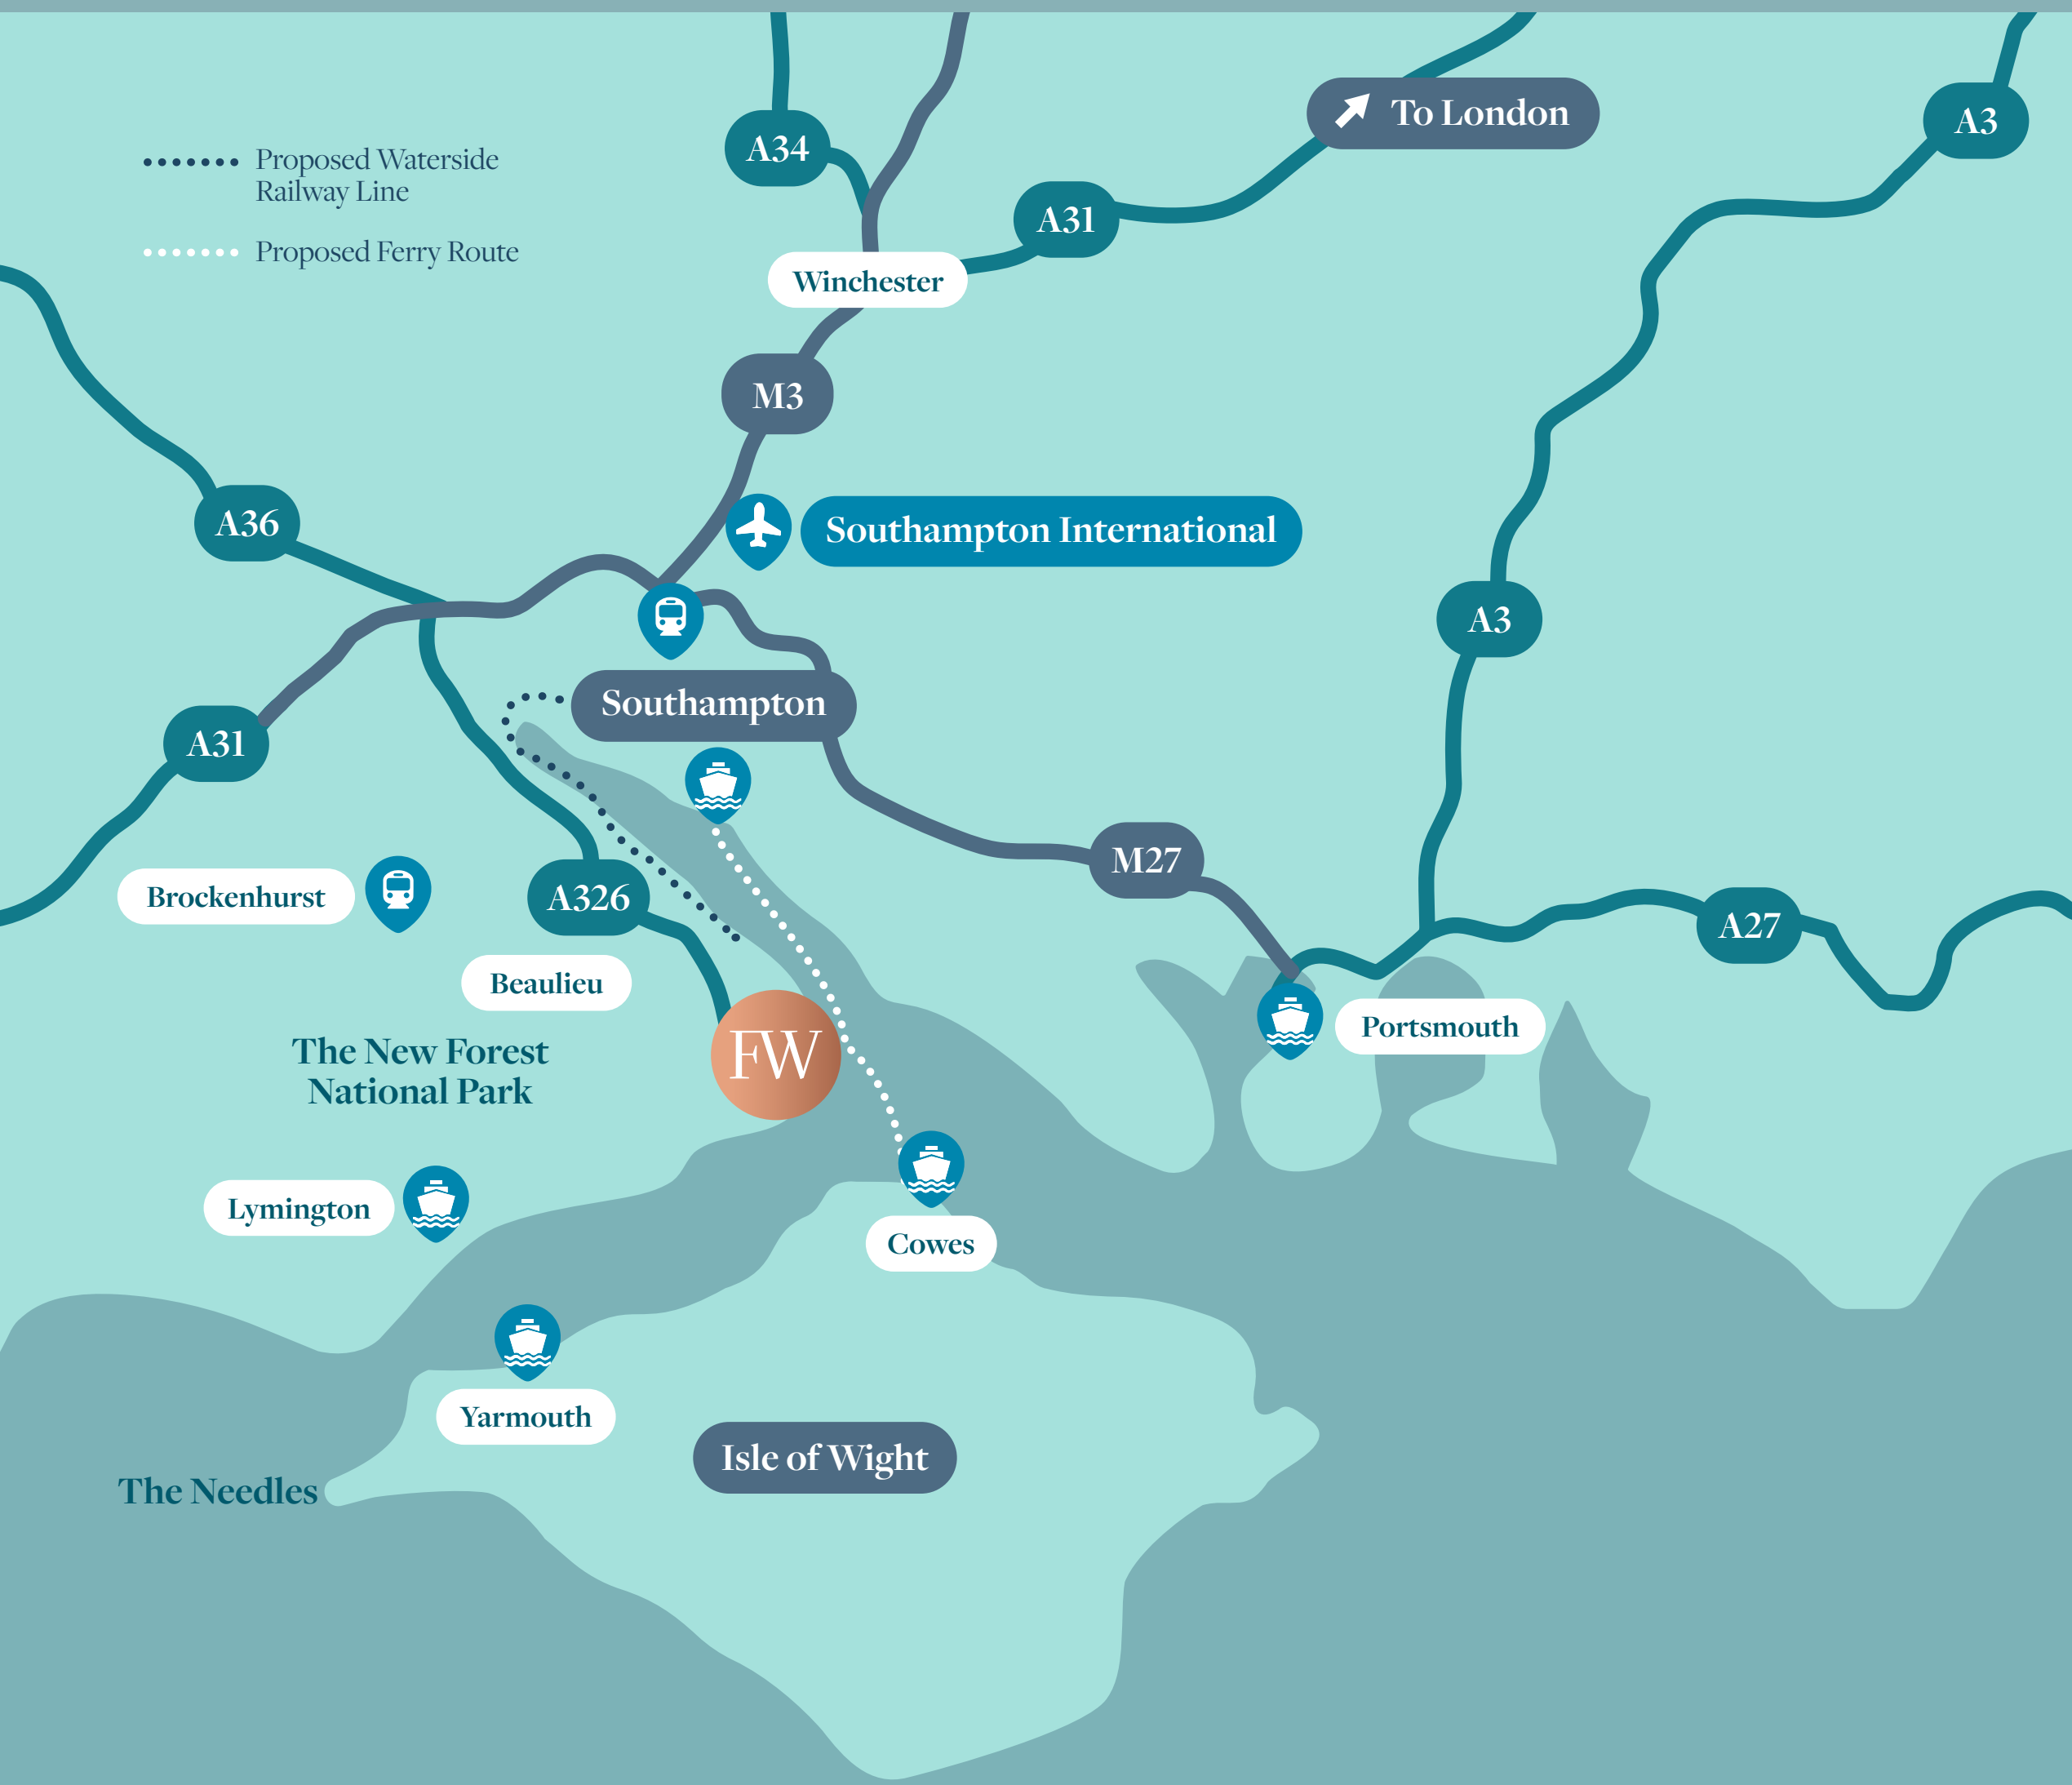 To London
A3
A34
Proposed Waterside
Railway Line
A31
Proposed Ferry Route
Winchester
M3
A36
Southampton International
A3
Southampton
A31
M27
Brockenhurst
A326
A27
Beaulieu
Portsmouth
The New Forest
National Park
FW
Lymington
Cowes
Yarmouth
Isle of Wight
The Needles